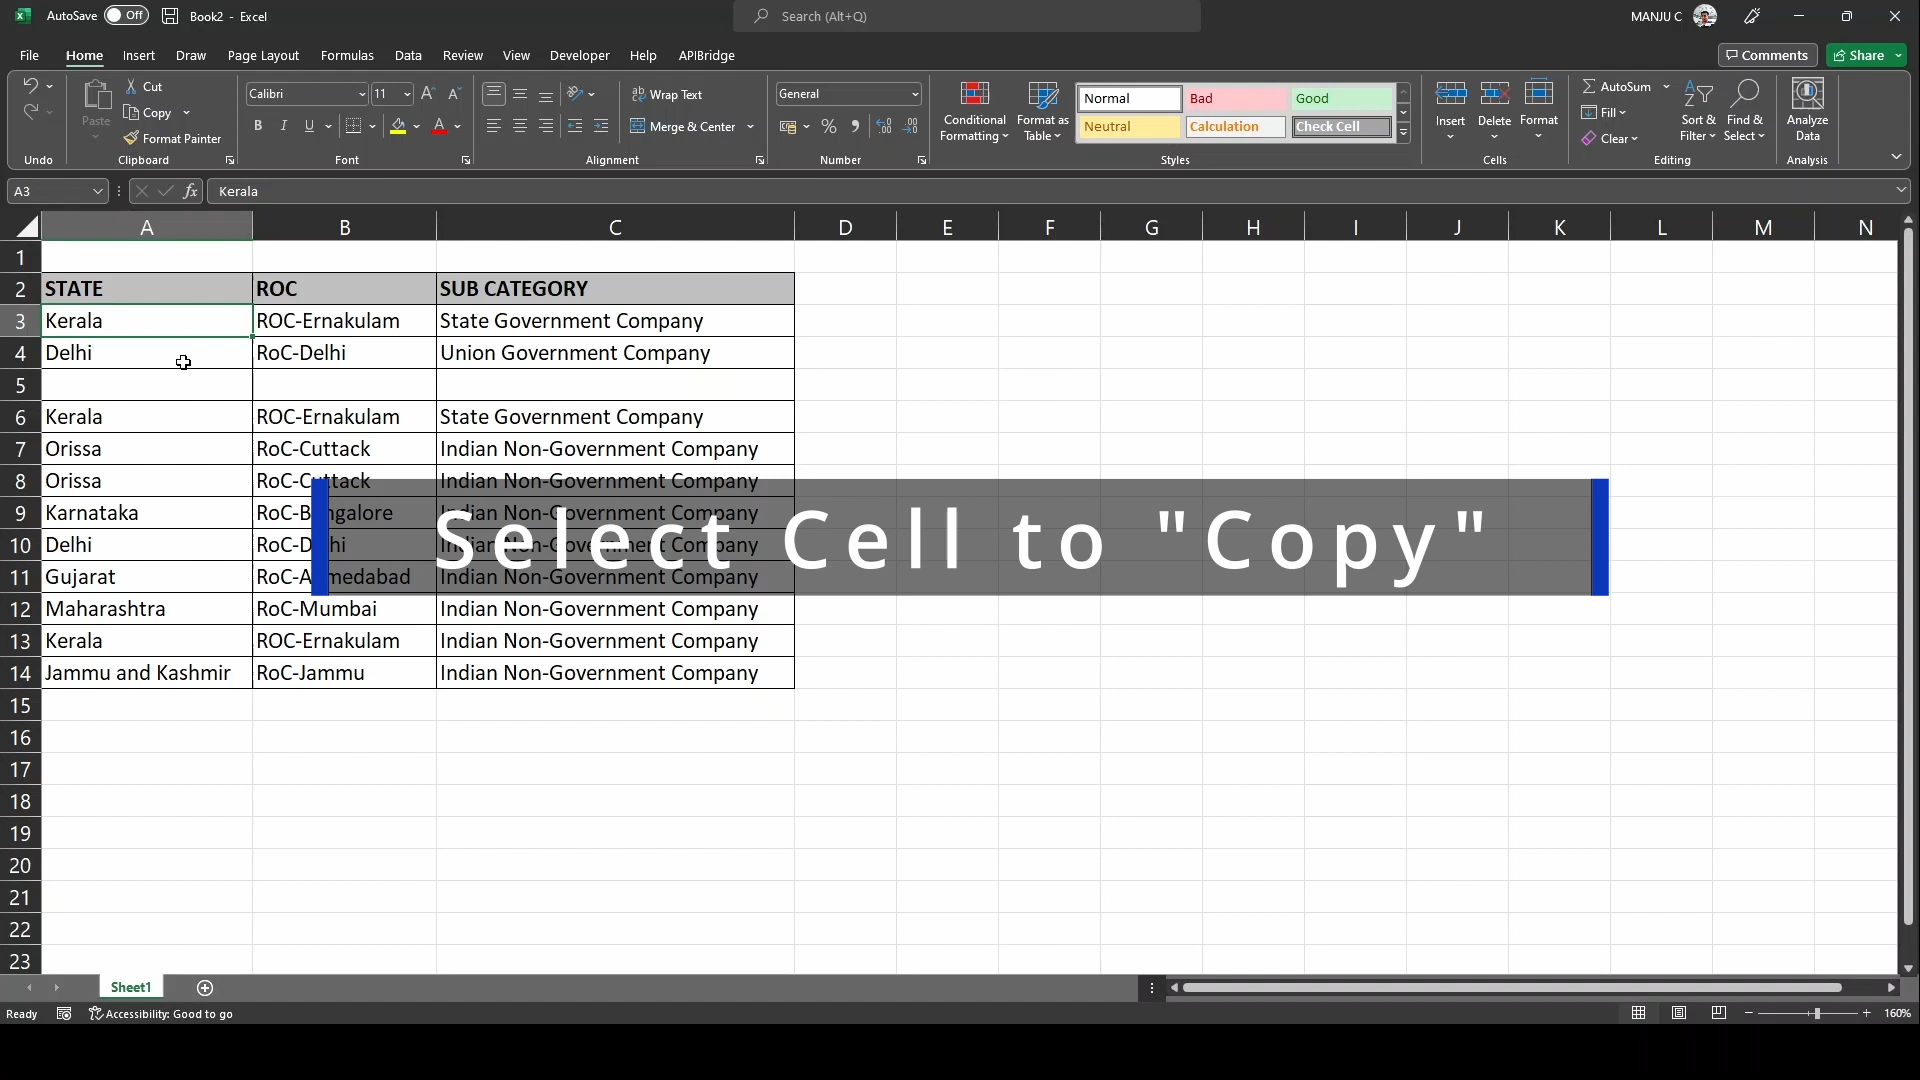 AutoSave Off Book2 - Excel Search (Alt+Q) MANJU C
File Home Insert Draw Page Layout Formulas Data Review View Developer Help APIBridge Comments Share
Cut
Copy
Format Painter
Paste
Undo Clipboard
Calibri 11
B I U
Font
Wrap Text
Merge & Center
Alignment
General
%
Number
Conditional Formatting
Format as Table
Normal Bad Good
Neutral Calculation Check Cell
Styles
Insert Delete Format
Cells
AutoSum
Fill
Clear
Sort & Filter
Find & Select
Editing
Analyze Data
Analysis
A3 fx Kerala
A B C D E F G H I J K L M N
1
2 STATE ROC SUB CATEGORY
3 Kerala ROC-Ernakulam State Government Company
4 Delhi RoC-Delhi Union Government Company
5
6 Kerala ROC-Ernakulam State Government Company
7 Orissa RoC-Cuttack Indian Non-Government Company
8 Orissa RoC-Cuttack Indian Non-Government Company
9 Karnataka RoC-Bangalore Indian Non-Government Company
10 Delhi RoC-Delhi Indian Non-Government Company
Select Cell to "Copy"
11 Gujarat RoC-Ahmedabad Indian Non-Government Company
12 Maharashtra RoC-Mumbai Indian Non-Government Company
13 Kerala ROC-Ernakulam Indian Non-Government Company
14 Jammu and Kashmir RoC-Jammu Indian Non-Government Company
15
16
17
18
19
20
21
22
23
Sheet1
Ready Accessibility: Good to go 160%